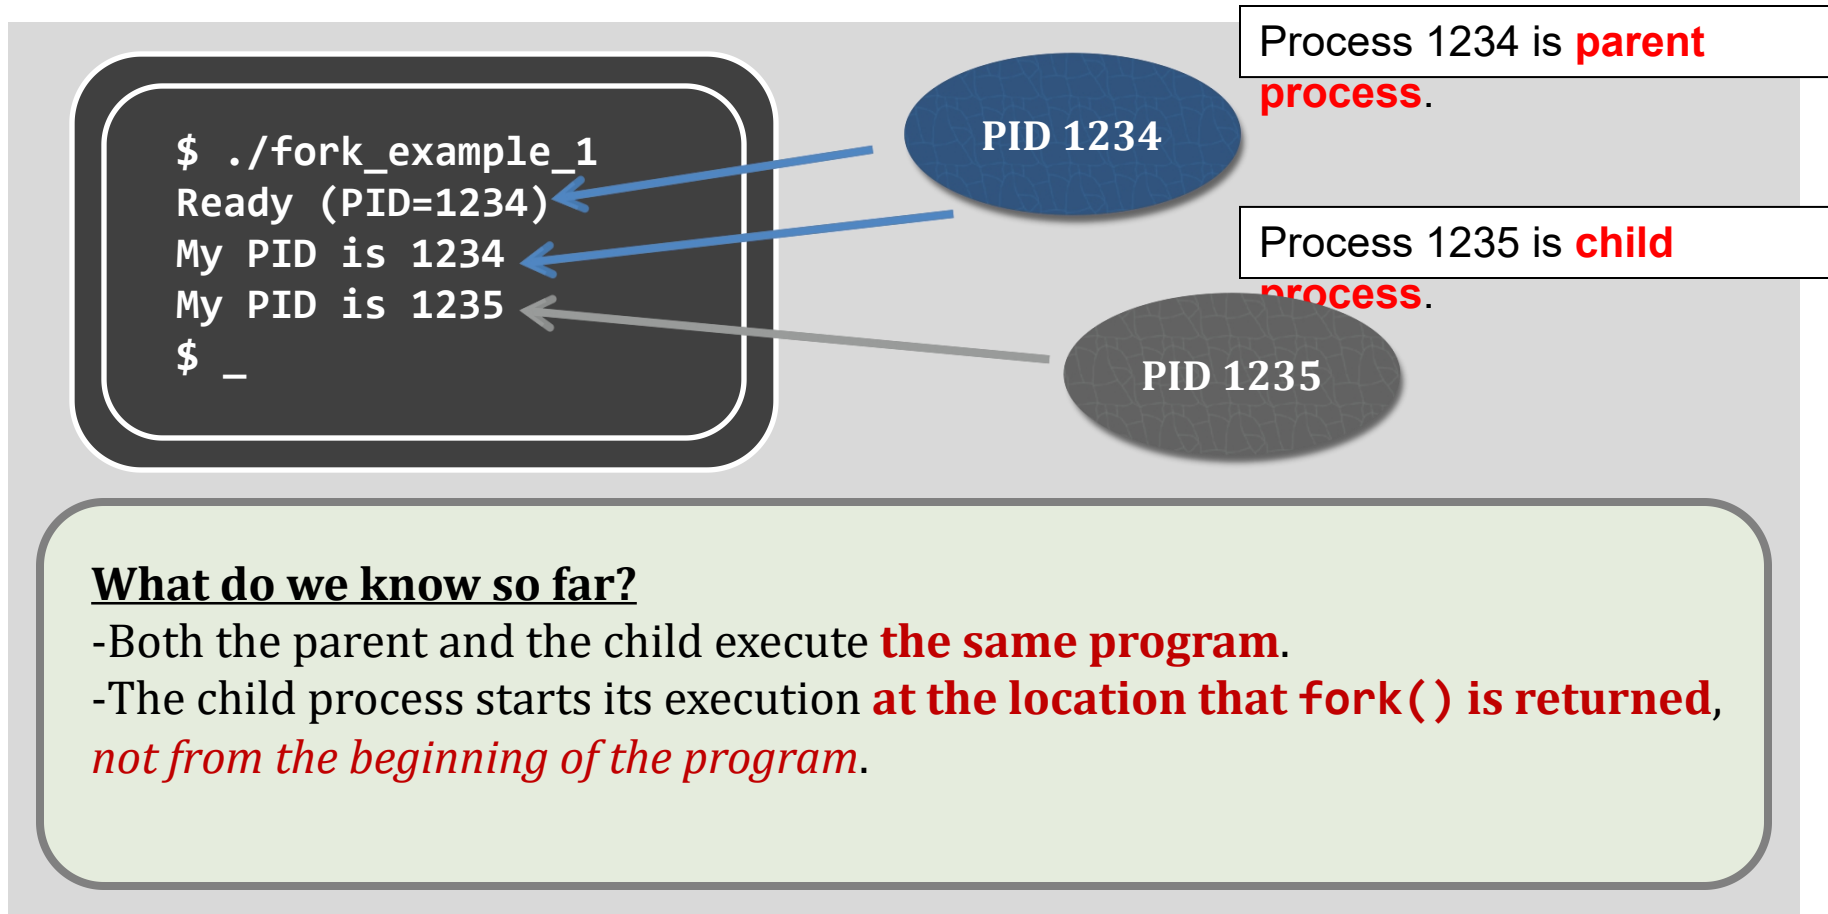 Process 1234 is parent
process.
$ ./fork_example_1
Ready (PID=1234)
My PID is 1234
My PID is 1235
$ _
PID 1234
Process 1235 is child
process.
PID 1235
What do we know so far?
-Both the parent and the child execute the same program.
-The child process starts its execution at the location that fork() is returned,
not from the beginning of the program.